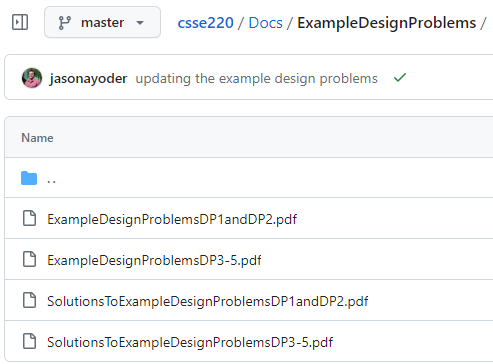 master csse220 / Docs / ExampleDesignProblems /
jasonayoder updating the example design problems
Name
..
ExampleDesignProblemsDP1andDP2.pdf
ExampleDesignProblemsDP3-5.pdf
SolutionsToExampleDesignProblemsDP1andDP2.pdf
SolutionsToExampleDesignProblemsDP3-5.pdf